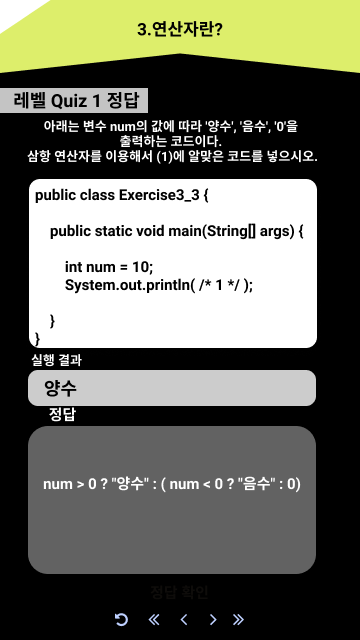 3.연산자란?
레벨 Quiz 1 정답
아래는 변수 num의 값에 따라 '양수', '음수', '0'을
출력하는 코드이다.
삼항 연산자를 이용해서 (1)에 알맞은 코드를 넣으시오.
public class Exercise3_3 {
public static void main(String[] args) {
int num = 10;
System.out.println( /* 1 */ );
}
}
실행 결과
양수
정답
num > 0 ? "양수" : ( num < 0 ? "음수" : 0)
정답 확인